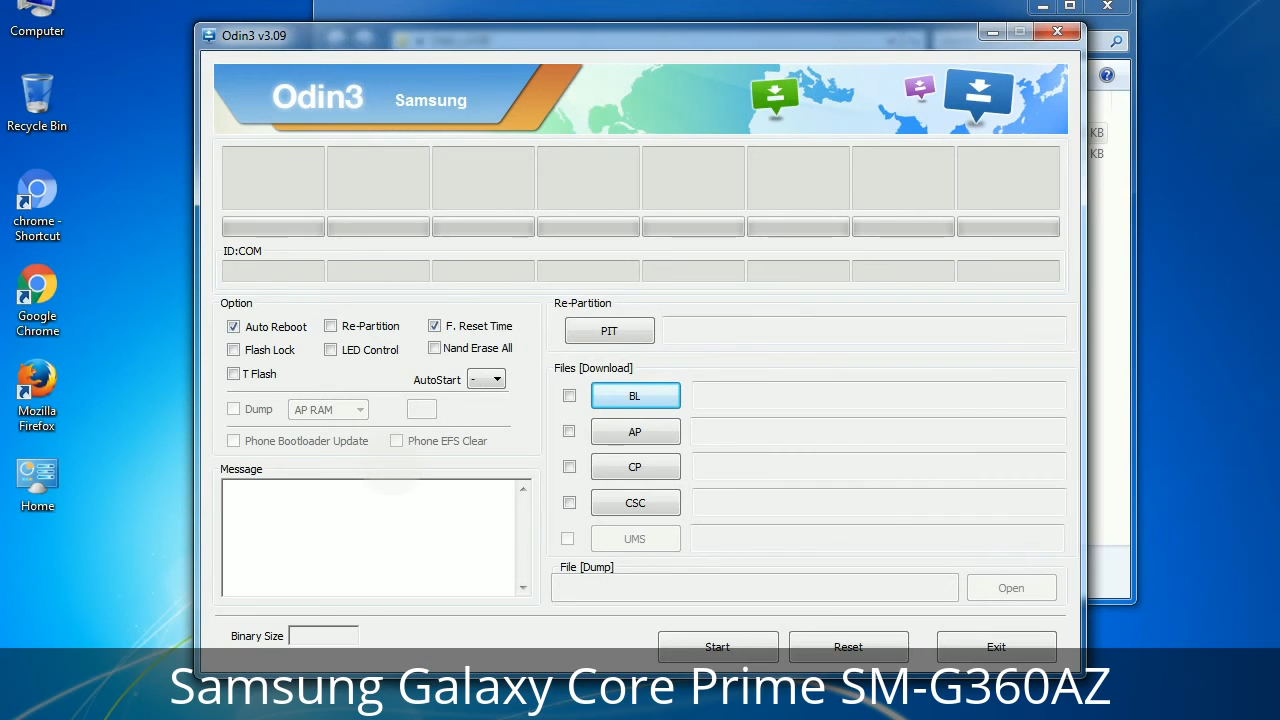 Computer
Recycle Bin
chrome -
Shortcut
Google
Chrome
Mozilla
Firefox
Home
Odin3 v3.09
KB
KB
Odin3 Samsung
ID:COM
Option
Auto Reboot Re-Partition F. Reset Time
Flash Lock LED Control Nand Erase All
T Flash AutoStart -
Dump AP RAM
Phone Bootloader Update Phone EFS Clear
Message
Re-Partition
PIT
Files [Download]
BL
AP
CP
CSC
UMS
File [Dump]
Open
Binary Size
Start Reset Exit
Samsung Galaxy Core Prime SM-G360AZ